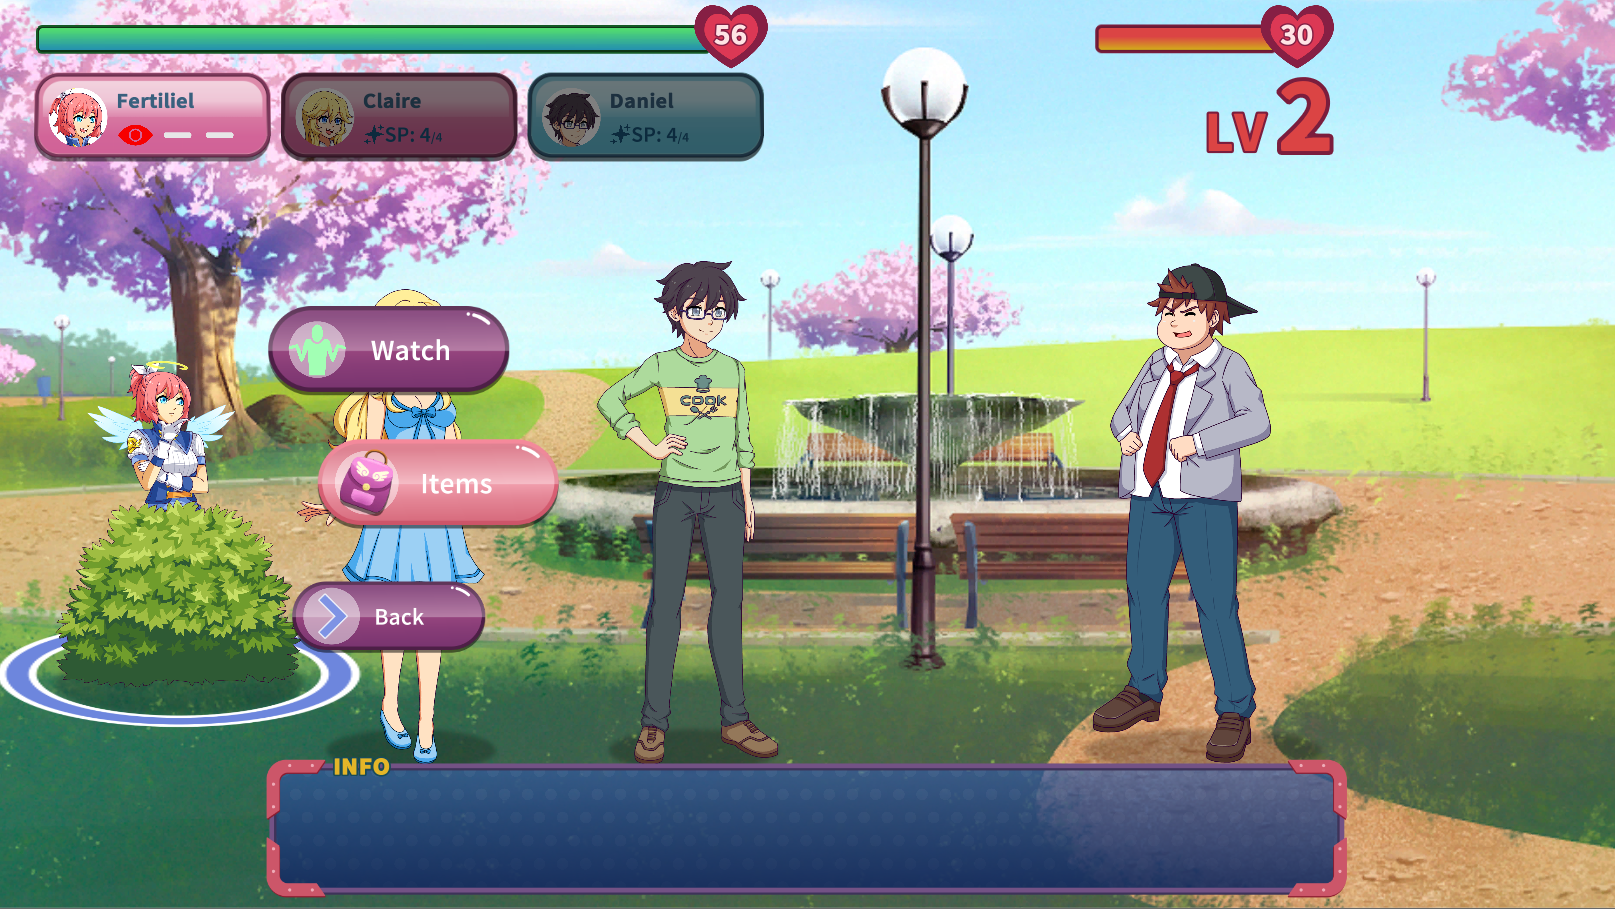 56
30
Fertiliel
Claire
SP: 4/4
Daniel
SP: 4/4
LV 2
Watch
COOK
Items
Back
INFO